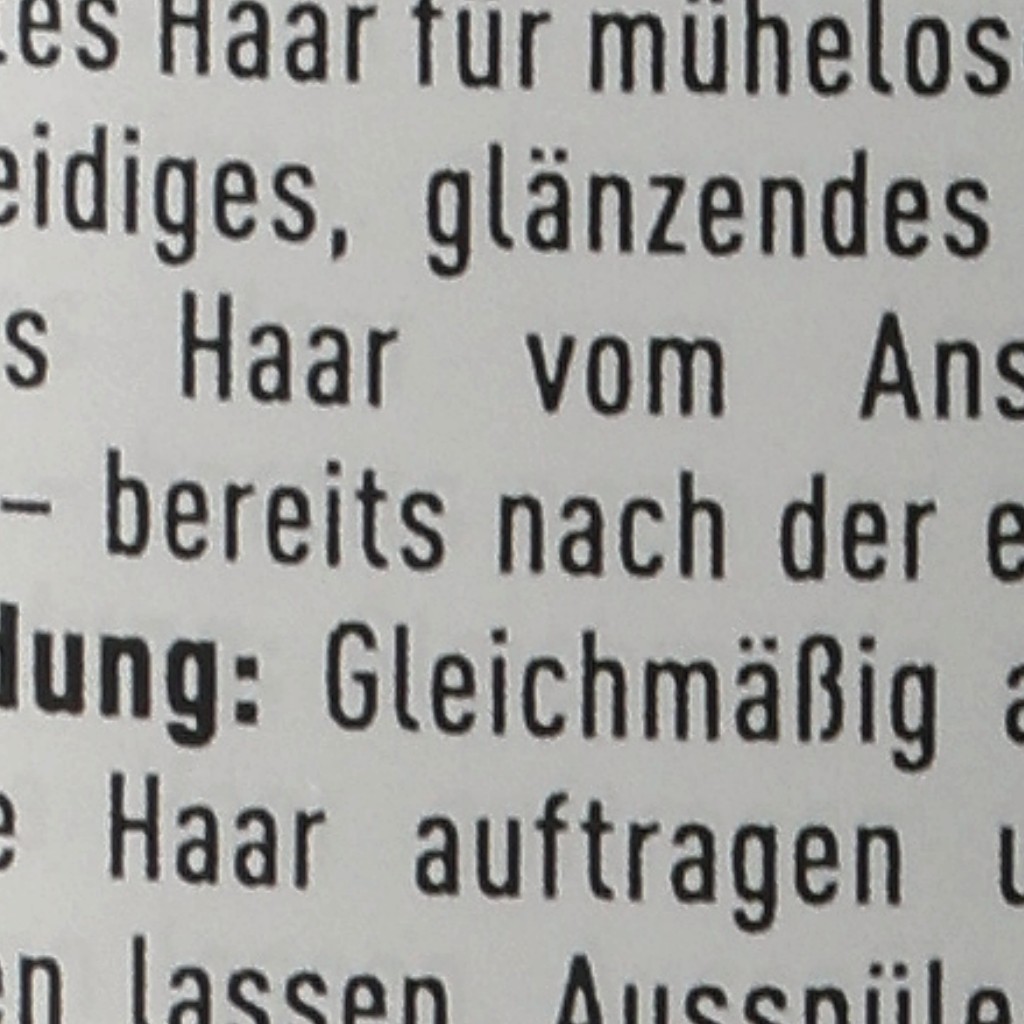 es Haar für mühelos
eidiges, glänzendes
s Haar vom Ans
– bereits nach der e
dung: Gleichmäßig a
e Haar auftragen u
en lassen. Ausspüle